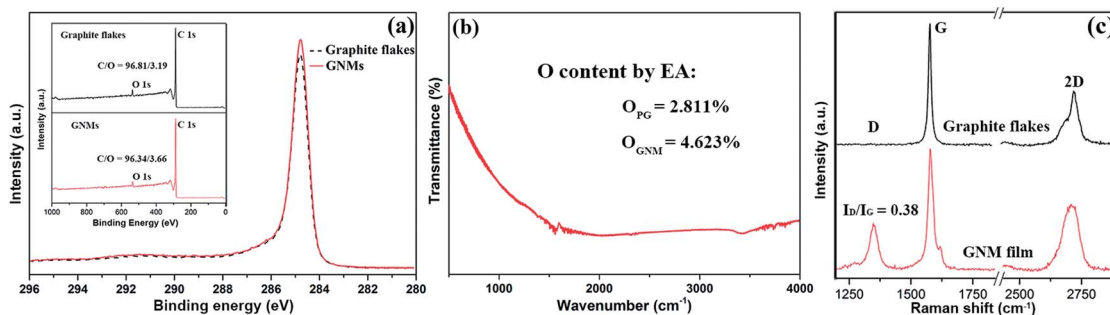 (a)
Graphite flakes
C 1s
C/O = 96.81/3.19
O 1s
GNMs
C 1s
C/O = 96.34/3.66
O 1s
Intensity (a.u.)
1000 800 600 400 200 0
Binding Energy (eV)
Graphite flakes
GNMs
Intensity (a.u.)
296 294 292 290 288 286 284 282 280
Binding energy (eV)
(b)
O content by EA:
O_PG = 2.811%
O_GNM = 4.623%
Transmittance (%)
1000 2000 3000 4000
Wavenumber (cm⁻¹)
(c)
G
2D
D
Graphite flakes
I_D/I_G = 0.38
GNM film
Intensity (a.u.)
1250 1500 1750 2500 2750
Raman shift (cm⁻¹)